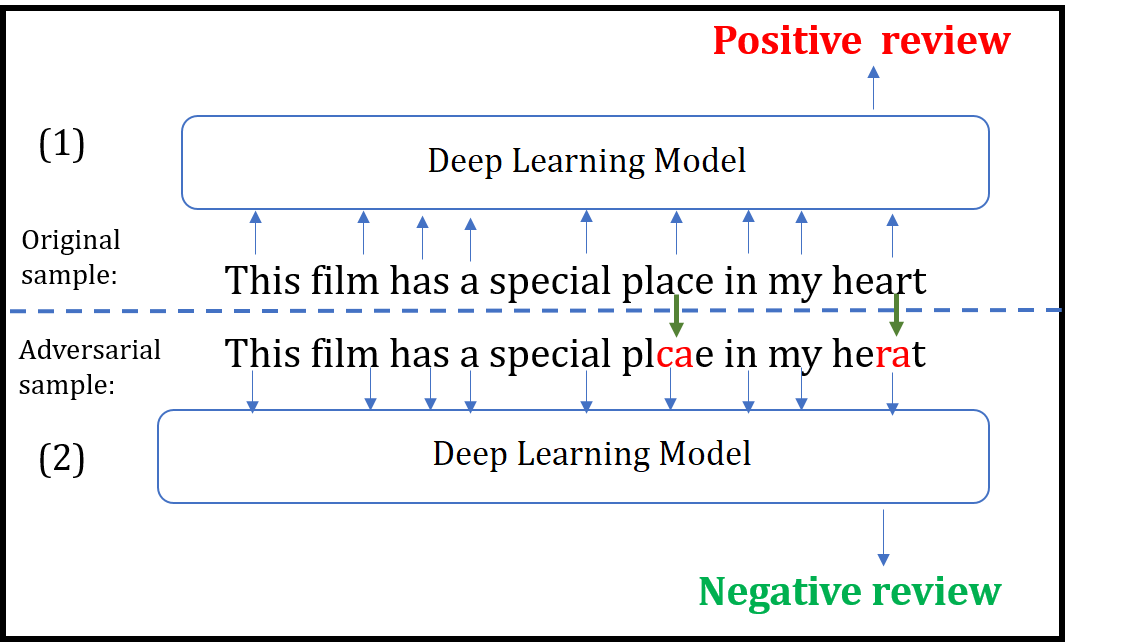 Positive review
(1)
Deep Learning Model
Original
sample:
This film has a special place in my heart
Adversarial
sample:
This film has a special plcae in my herat
(2)
Deep Learning Model
Negative review